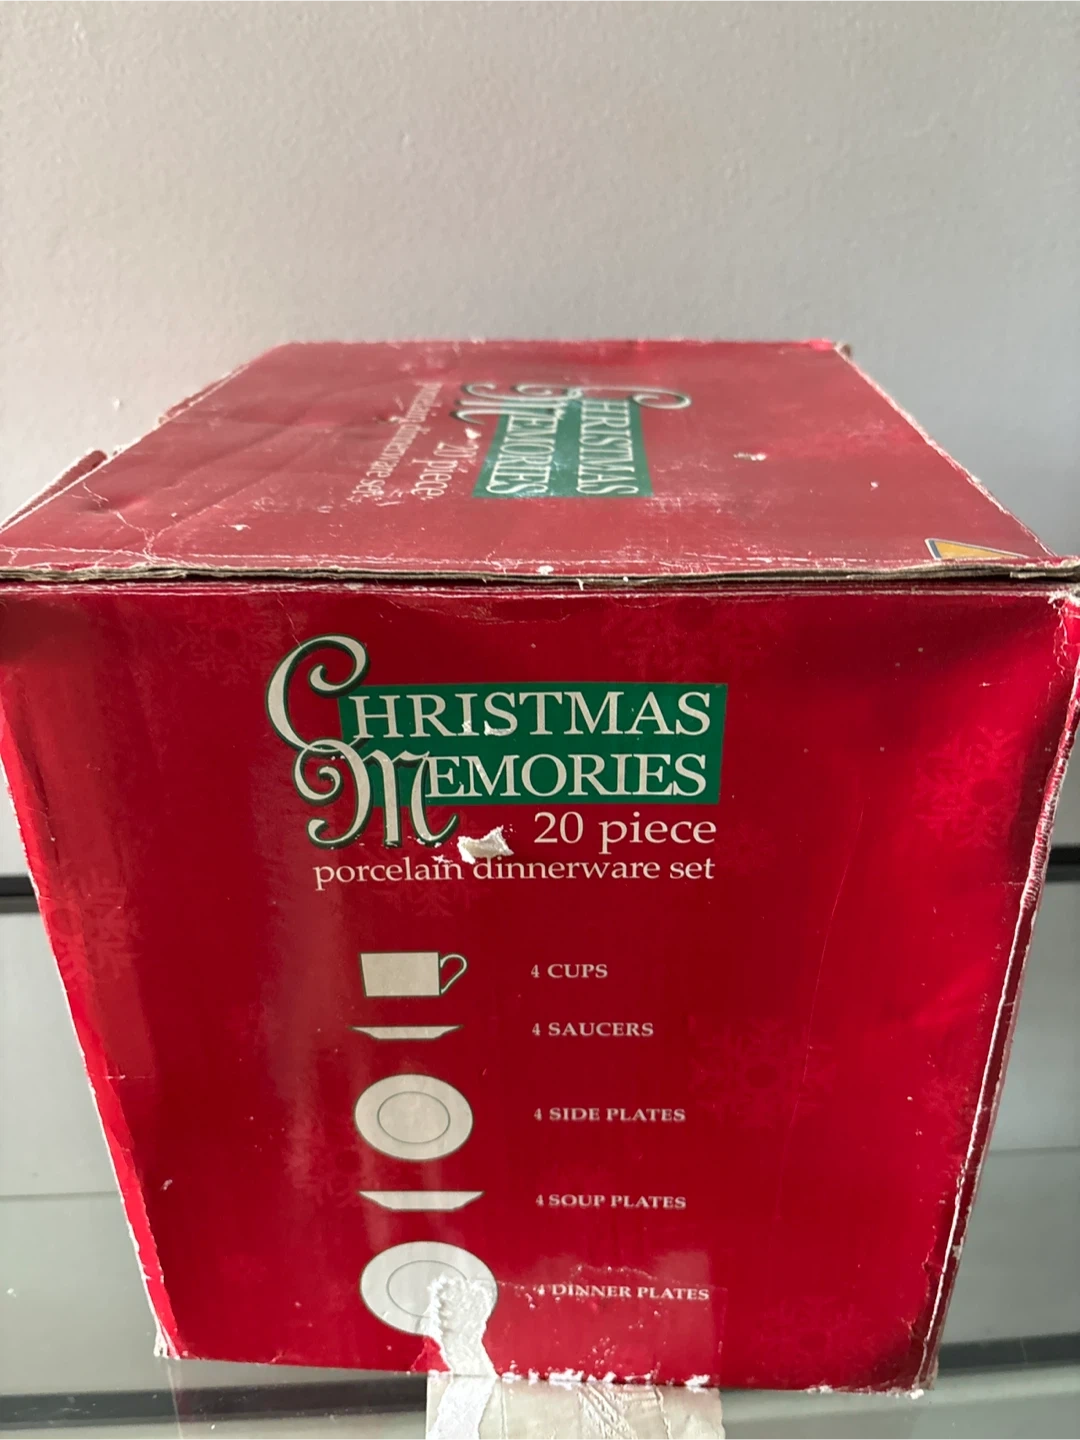 CHRISTMAS
MEMORIES
20 piece
porcelain dinnerware set
CHRISTMAS
MEMORIES
20 piece
porcelain dinnerware set
4 CUPS
4 SAUCERS
4 SIDE PLATES
4 SOUP PLATES
4 DINNER PLATES